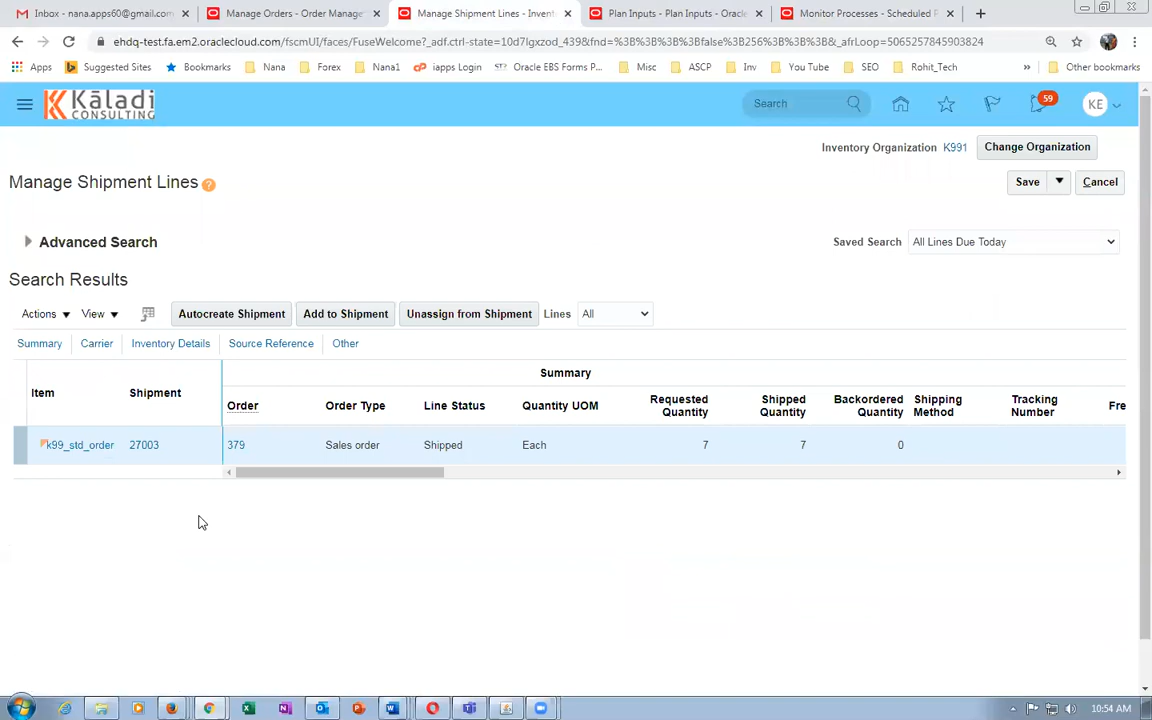 Inbox - nana.apps60@gmail.com
Manage Orders - Order Manage
Manage Shipment Lines - Invent
Plan Inputs - Plan Inputs - Oracle
Monitor Processes - Scheduled P
ehdq-test.fa.em2.oraclecloud.com/fscmUI/faces/FuseWelcome?_adf.ctrl-state=10d7lgxzod_439&fnd=%3B%3B%3B%3Bfalse%3B256%3B%3B%3B&_afrLoop=5065257845903824
Apps Suggested Sites Bookmarks Nana Forex Nana1 iapps Login Oracle EBS Forms P... Misc ASCP Inv You Tube SEO Rohit_Tech » Other bookmarks
Kāladi
CONSULTING
Search
59
KE
Inventory Organization K991 Change Organization
Manage Shipment Lines ?
Save Cancel
Advanced Search
Saved Search All Lines Due Today
Search Results
Actions View Autocreate Shipment Add to Shipment Unassign from Shipment Lines All
Summary Carrier Inventory Details Source Reference Other
Summary
Item Shipment Order Order Type Line Status Quantity UOM Requested Quantity Shipped Quantity Backordered Quantity Shipping Method Tracking Number Fre
k99_std_order 27003 379 Sales order Shipped Each 7 7 0
10:54 AM